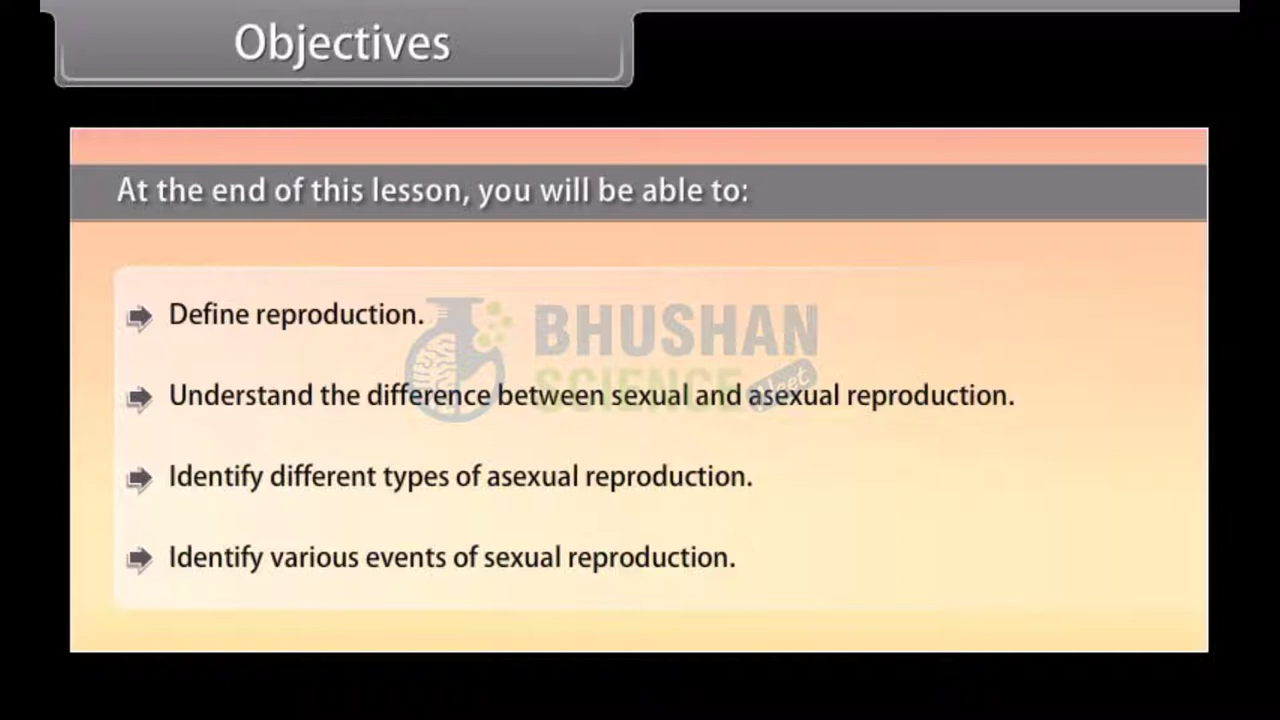 Objectives
At the end of this lesson, you will be able to:
Define reproduction.
BHUSHAN
SCIENCE Neet
Understand the difference between sexual and asexual reproduction.
Identify different types of asexual reproduction.
Identify various events of sexual reproduction.